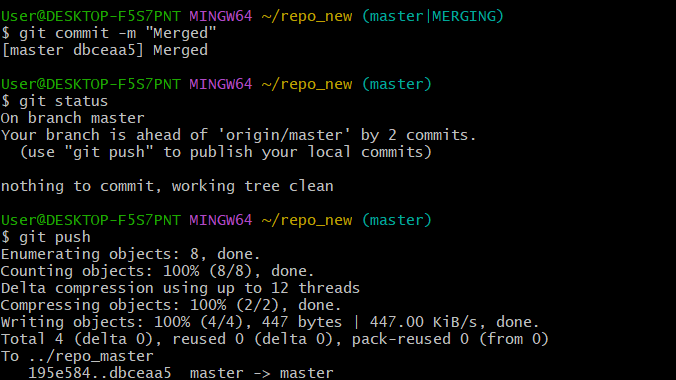 User@DESKTOP-F5S7PNT MINGW64 ~/repo_new (master|MERGING)
$ git commit -m "Merged"
[master dbceaa5] Merged
User@DESKTOP-F5S7PNT MINGW64 ~/repo_new (master)
$ git status
On branch master
Your branch is ahead of 'origin/master' by 2 commits.
  (use "git push" to publish your local commits)
nothing to commit, working tree clean
User@DESKTOP-F5S7PNT MINGW64 ~/repo_new (master)
$ git push
Enumerating objects: 8, done.
Counting objects: 100% (8/8), done.
Delta compression using up to 12 threads
Compressing objects: 100% (2/2), done.
Writing objects: 100% (4/4), 447 bytes | 447.00 KiB/s, done.
Total 4 (delta 0), reused 0 (delta 0), pack-reused 0 (from 0)
To ../repo_master
   195e584..dbceaa5  master -> master